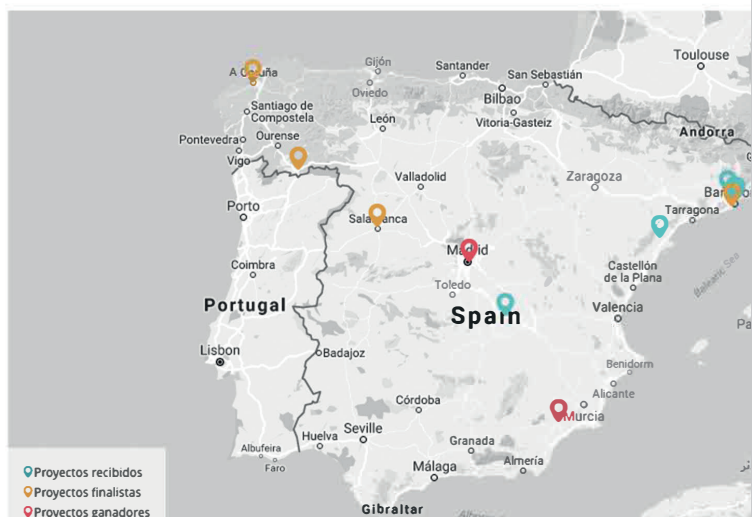 Toulouse
Gijón
Santander
San Sebastián
A Coruña
Oviedo
Bilbao
Santiago de
Compostela
León
Vitoria-Gasteiz
Andorra
Pontevedra
Ourense
Vigo
Valladolid
Zaragoza
Porto
Salamanca
Tarragona
Madrid
Coimbra
Castellón
de la Plana
Balearic Sea
Toledo
Portugal
Spain
Valencia
Lisbon
Badajoz
Benidorm
Alicante
Córdoba
Murcia
Huelva
Seville
Granada
Albufeira
Faro
Málaga
Almería
Gibraltar
Proyectos recibidos
Proyectos finalistas
Proyectos ganadores